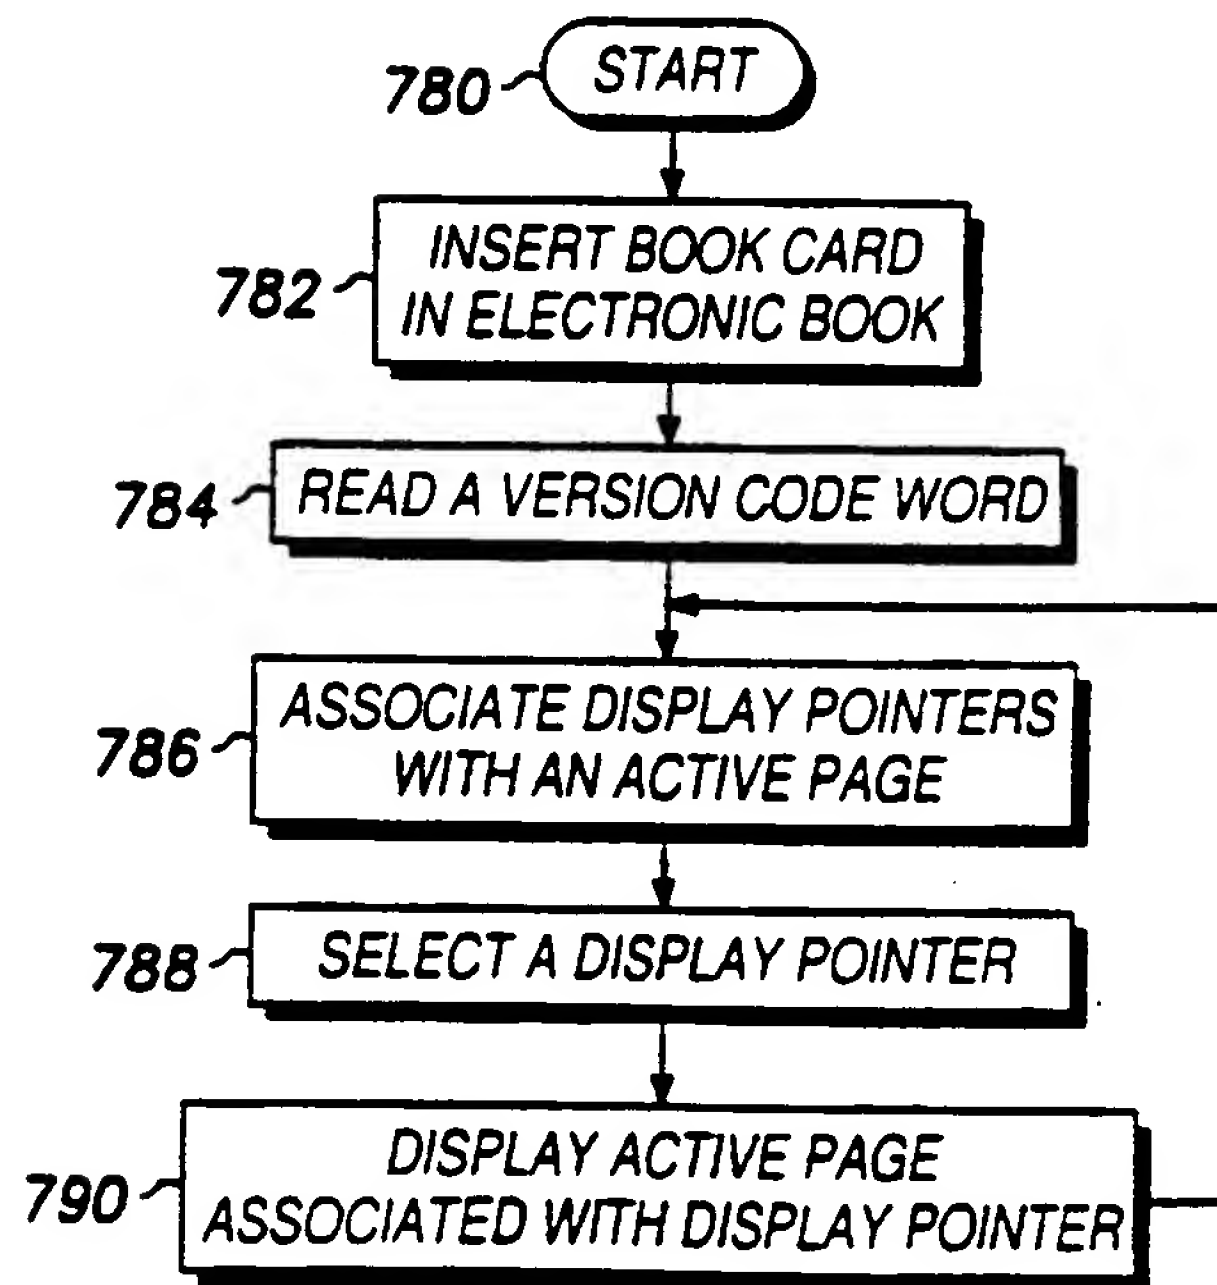 780
START
782
INSERT BOOK CARD
IN ELECTRONIC BOOK
784
READ A VERSION CODE WORD
786
ASSOCIATE DISPLAY POINTERS
WITH AN ACTIVE PAGE
788
SELECT A DISPLAY POINTER
790
DISPLAY ACTIVE PAGE
ASSOCIATED WITH DISPLAY POINTER